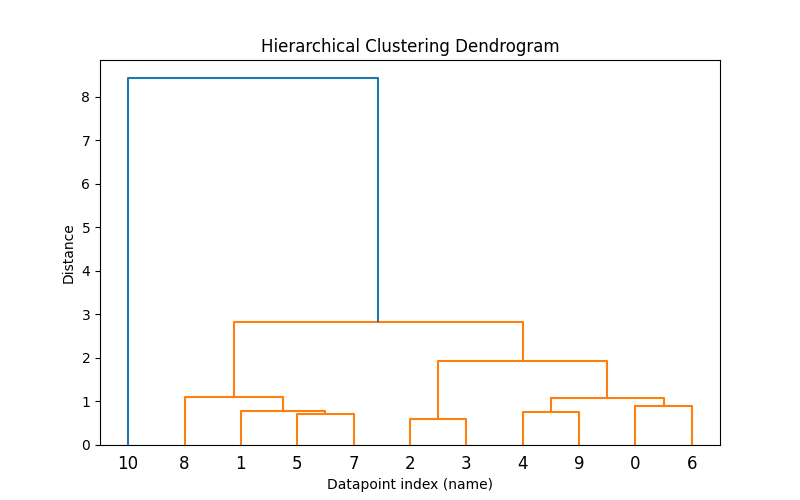 Hierarchical Clustering Dendrogram
8
7
6
5
4
3
2
1
0
Distance
10 8 1 5 7 2 3 4 9 0 6
Datapoint index (name)